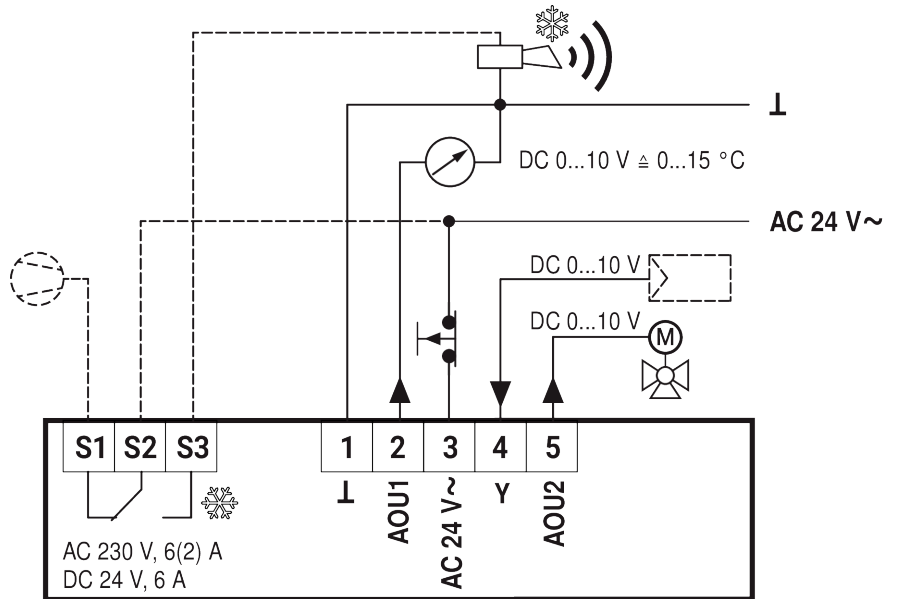 ⊥
DC 0...10 V ≙ 0...15 °C
AC 24 V~
DC 0...10 V
DC 0...10 V
M
S1 S2 S3 1 2 3 4 5
⊥ AOU1 AC 24 V~ Y AOU2
AC 230 V, 6(2) A
DC 24 V, 6 A